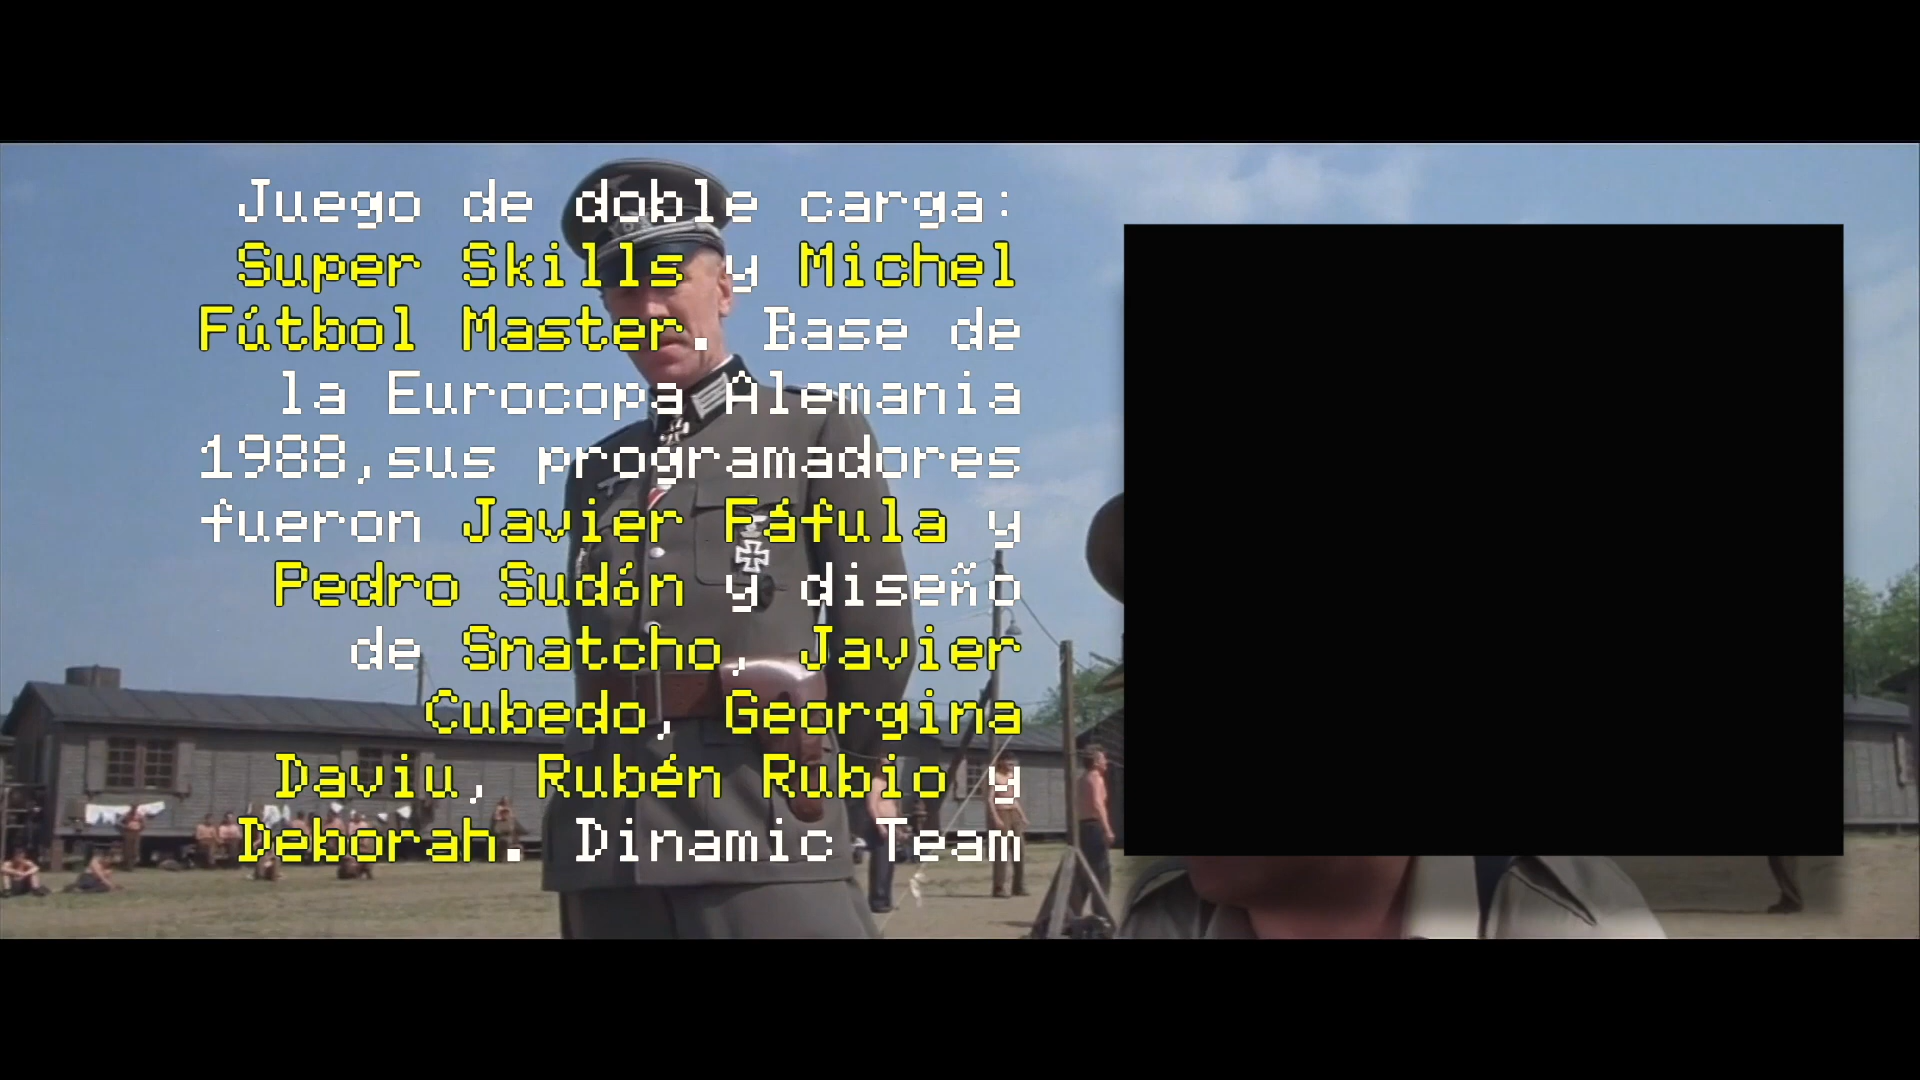 Juego de doble carga:
Super Skills y Michel
Fútbol Master. Base de
la Eurocopa Alemania
1988,sus programadores
fueron Javier Fáfula y
Pedro Sudón y diseño
de Snatcho, Javier
Cubedo, Georgina
Daviu, Rubén Rubio y
Deborah. Dinamic Team